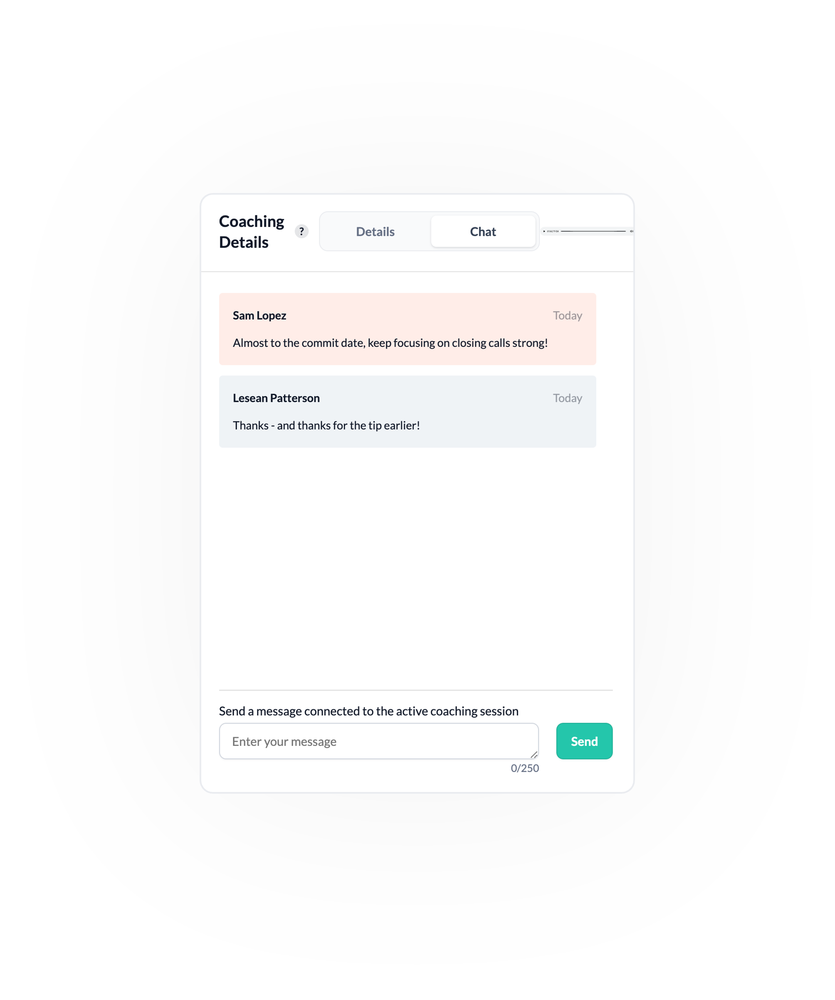 Coaching
Details
?
Details
Chat
Sam Lopez
Today
Almost to the commit date, keep focusing on closing calls strong!
Lesean Patterson
Today
Thanks - and thanks for the tip earlier!
Send a message connected to the active coaching session
Enter your message
Send
0/250